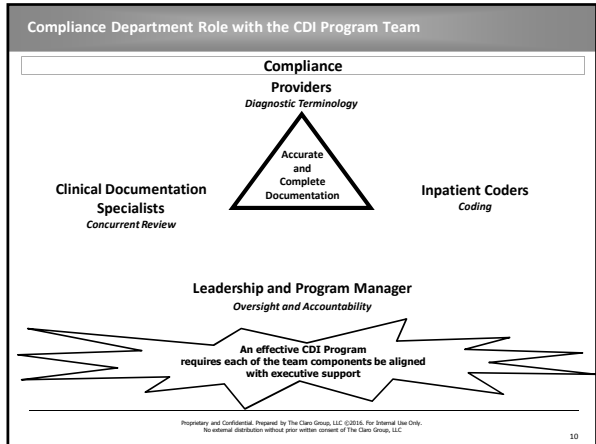 Compliance Department Role with the CDI Program Team
Compliance
Providers
Diagnostic Terminology
Accurate
and
Complete
Documentation
Clinical Documentation
Specialists
Concurrent Review
Inpatient Coders
Coding
Leadership and Program Manager
Oversight and Accountability
An effective CDI Program
requires each of the team components be aligned
with executive support
Proprietary and Confidential. Prepared by The Claro Group, LLC ©2016. For Internal Use Only.
No external distribution without prior written consent of The Claro Group, LLC
10